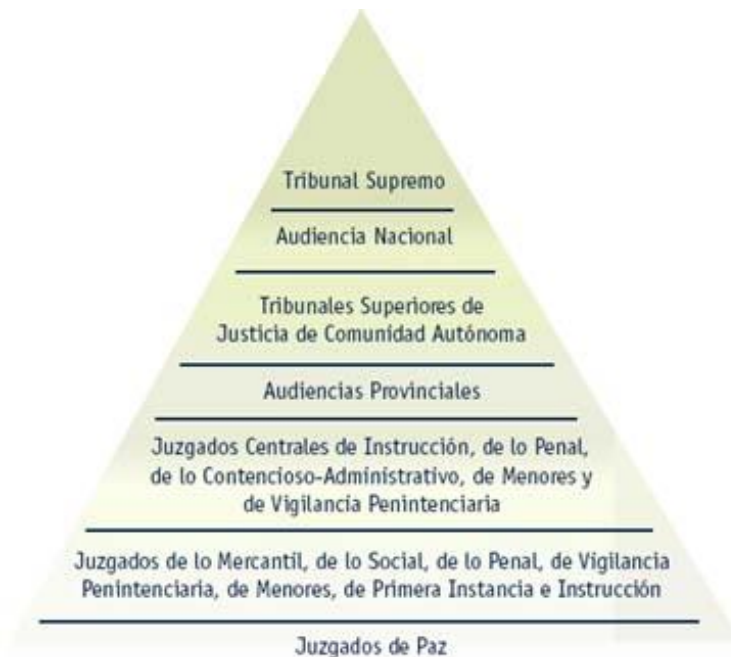 Tribunal Supremo
Audiencia Nacional
Tribunales Superiores de
Justicia de Comunidad Autónoma
Audiencias Provinciales
Juzgados Centrales de Instrucción, de lo Penal,
de lo Contencioso-Administrativo, de Menores y
de Vigilancia Penintenciaria
Juzgados de lo Mercantil, de lo Social, de lo Penal, de Vigilancia
Penintenciaria, de Menores, de Primera Instancia e Instrucción
Juzgados de Paz